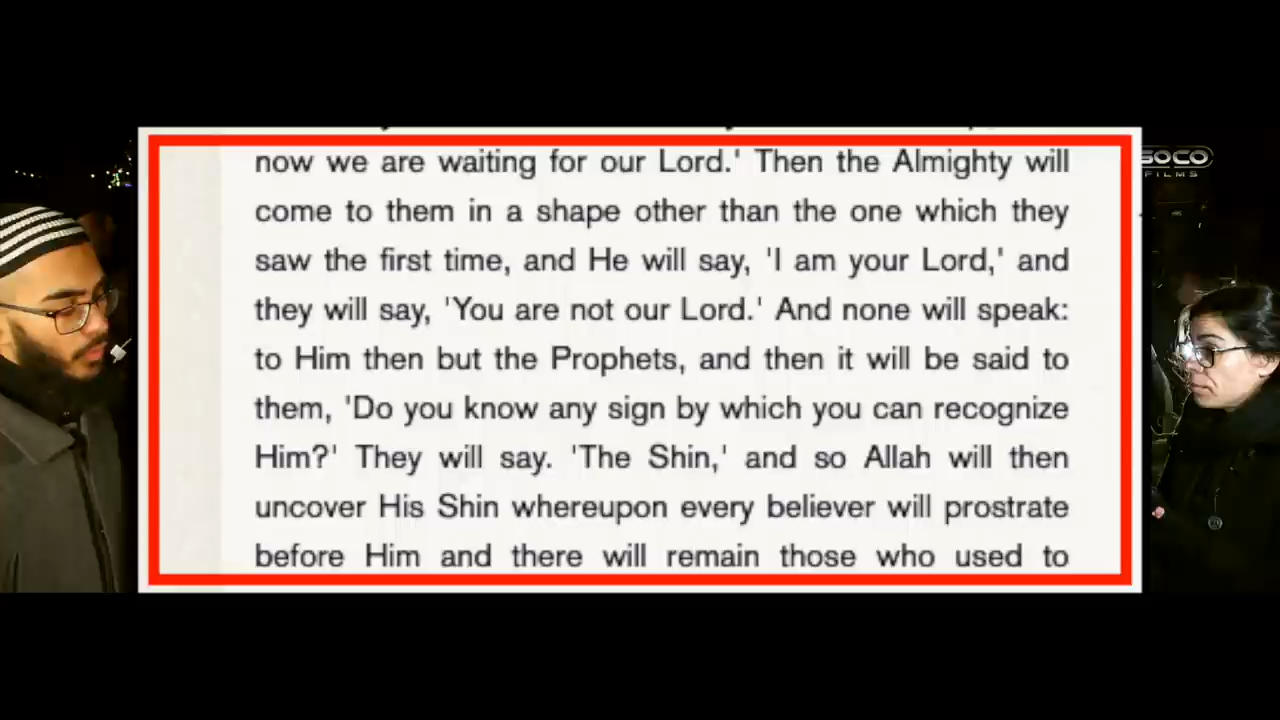 now we are waiting for our Lord.' Then the Almighty will
come to them in a shape other than the one which they
saw the first time, and He will say, 'I am your Lord,' and
they will say, 'You are not our Lord.' And none will speak:
to Him then but the Prophets, and then it will be said to
them, 'Do you know any sign by which you can recognize
Him?' They will say. 'The Shin,' and so Allah will then
uncover His Shin whereupon every believer will prostrate
before Him and there will remain those who used to
SOCO
FILMS